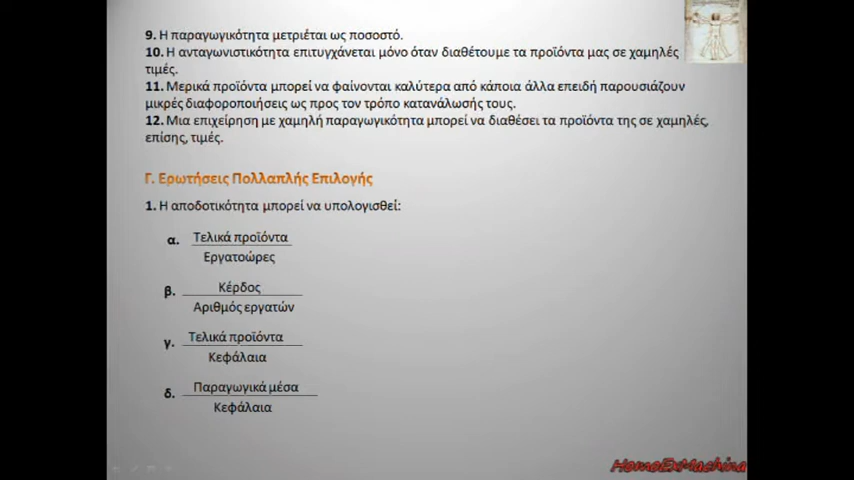 9. Η παραγωγικότητα μετριέται ως ποσοστό.
10. Η ανταγωνιστικότητα επιτυγχάνεται μόνο όταν διαθέτουμε τα προϊόντα μας σε χαμηλές
τιμές.
11. Μερικά προϊόντα μπορεί να φαίνονται καλύτερα από κάποια άλλα επειδή παρουσιάζουν
μικρές διαφοροποιήσεις ως προς τον τρόπο κατανάλωσής τους.
12. Μια επιχείρηση με χαμηλή παραγωγικότητα μπορεί να διαθέσει τα προϊόντα της σε χαμηλές,
επίσης, τιμές.
Γ. Ερωτήσεις Πολλαπλής Επιλογής
1. Η αποδοτικότητα μπορεί να υπολογισθεί:
α. Τελικά προϊόντα
Εργατοώρες
β. Κέρδος
Αριθμός εργατών
γ. Τελικά προϊόντα
Κεφάλαια
δ. Παραγωγικά μέσα
Κεφάλαια
HomoExMachina